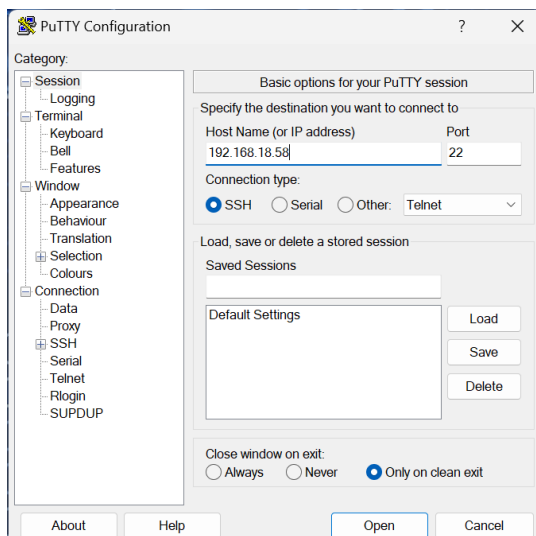 PuTTY Configuration ? ×
Category:
Session
Logging
Terminal
Keyboard
Bell
Features
Window
Appearance
Behaviour
Translation
Selection
Colours
Connection
Data
Proxy
SSH
Serial
Telnet
Rlogin
SUPDUP
Basic options for your PuTTY session
Specify the destination you want to connect to
Host Name (or IP address) Port
192.168.18.58 22
Connection type:
SSH Serial Other: Telnet
Load, save or delete a stored session
Saved Sessions
Default Settings
Load
Save
Delete
Close window on exit:
Always Never Only on clean exit
About Help Open Cancel